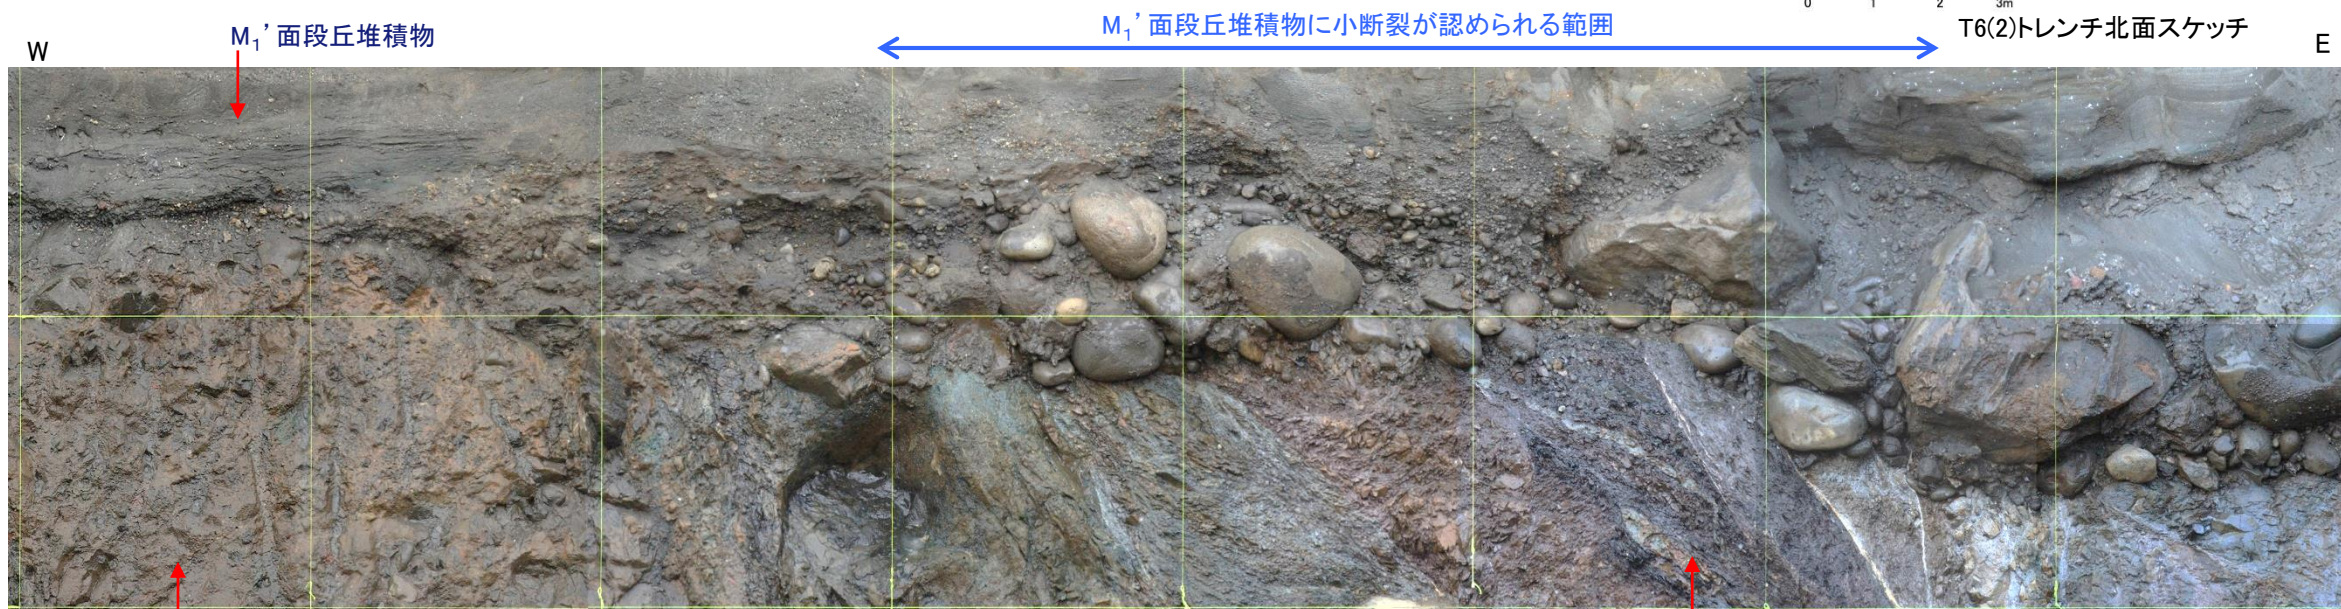 0 1 2 3m
M₁’面段丘堆積物に小断裂が認められる範囲
T6(2)トレンチ北面スケッチ
M₁’面段丘堆積物
W
E